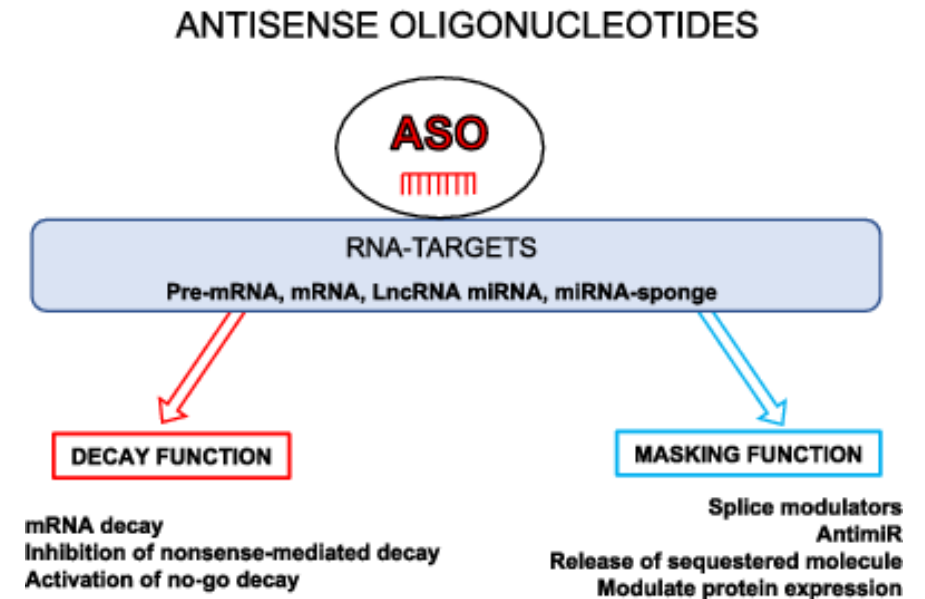 ANTISENSE OLIGONUCLEOTIDES
ASO
RNA-TARGETS
Pre-mRNA, mRNA, LncRNA miRNA, miRNA-sponge
DECAY FUNCTION
mRNA decay
Inhibition of nonsense-mediated decay
Activation of no-go decay
MASKING FUNCTION
Splice modulators
AntimiR
Release of sequestered molecule
Modulate protein expression